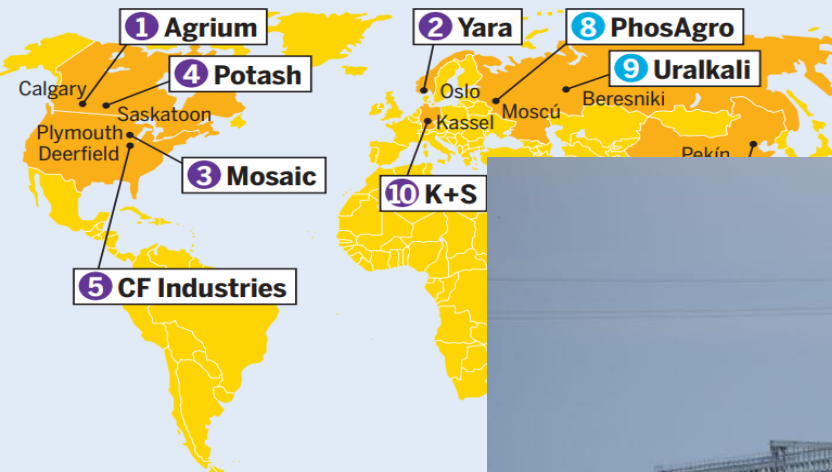 1 Agrium
2 Yara
8 PhosAgro
4 Potash
9 Uralkali
Calgary
Saskatoon
Oslo
Moscú
Beresniki
Plymouth
Deerfield
Kassel
Pekín
3 Mosaic
10 K+S
5 CF Industries